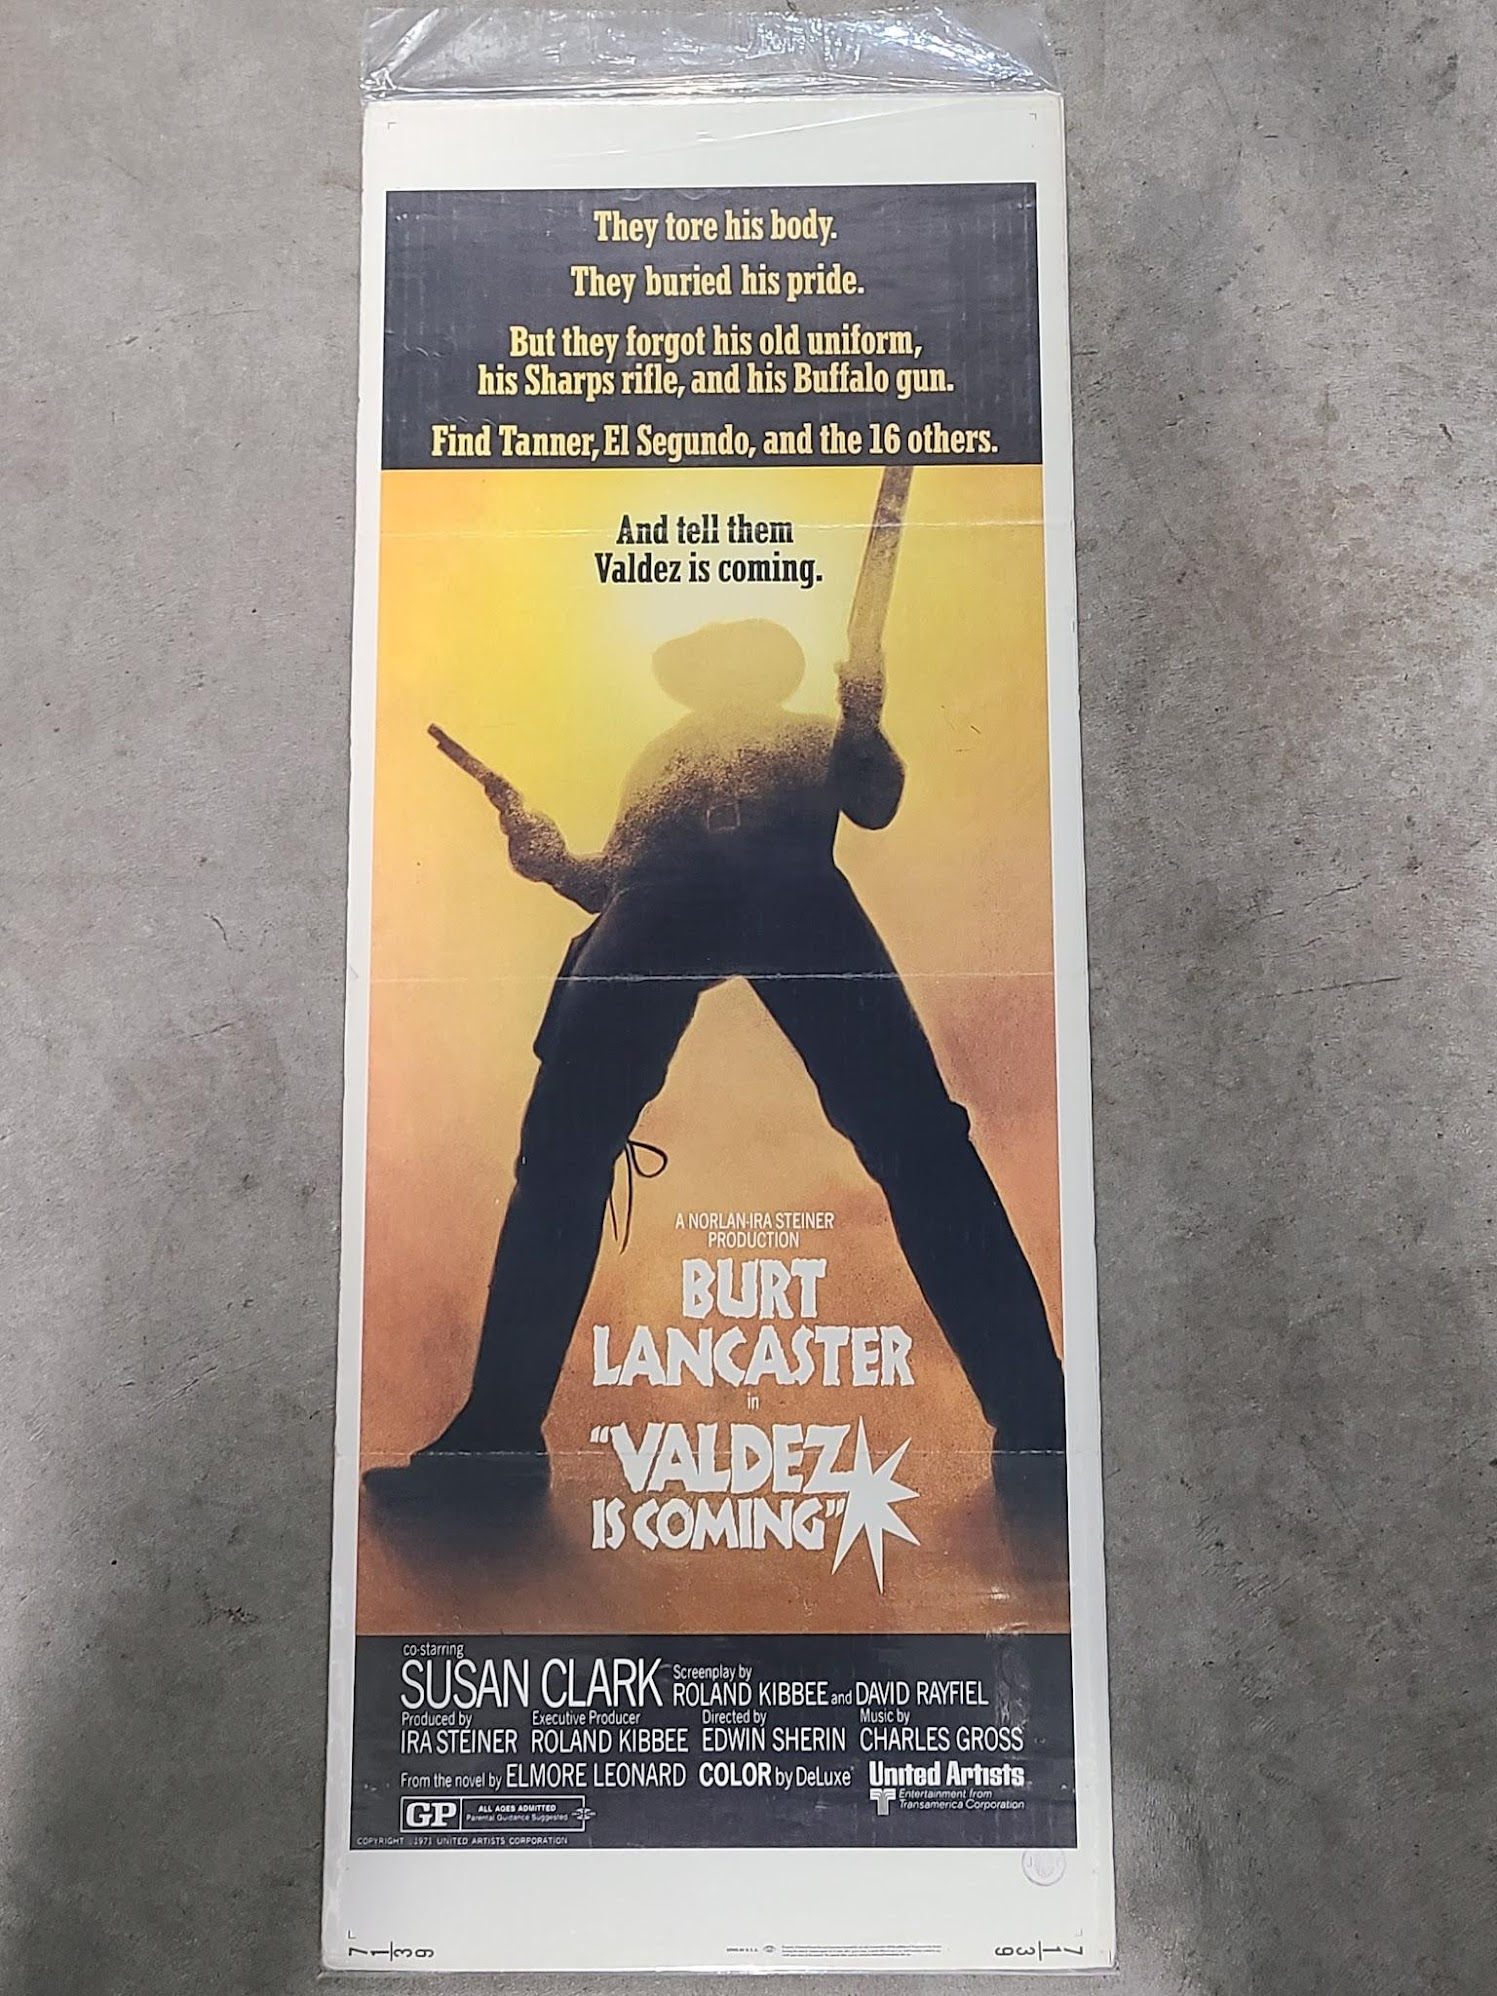 They tore his body.
They buried his pride.
But they forgot his old uniform,
his Sharps rifle, and his Buffalo gun.
Find Tanner, El Segundo, and the 16 others.
And tell them
Valdez is coming.
A NORLAN-IRA STEINER
PRODUCTION
BURT
LANCASTER
in
"VALDEZ
IS COMING"
co-starring
SUSAN CLARK
Screenplay by
ROLAND KIBBEE and DAVID RAYFIEL
Produced by
IRA STEINER
Executive Producer
ROLAND KIBBEE
Directed by
EDWIN SHERIN
Music by
CHARLES GROSS
From the novel by ELMORE LEONARD
COLOR by DeLuxe
United Artists
Entertainment from
Transamerica Corporation
GP
ALL AGES ADMITTED
Parental Guidance Suggested
COPYRIGHT 1971 UNITED ARTISTS CORPORATION
71 39
71 39